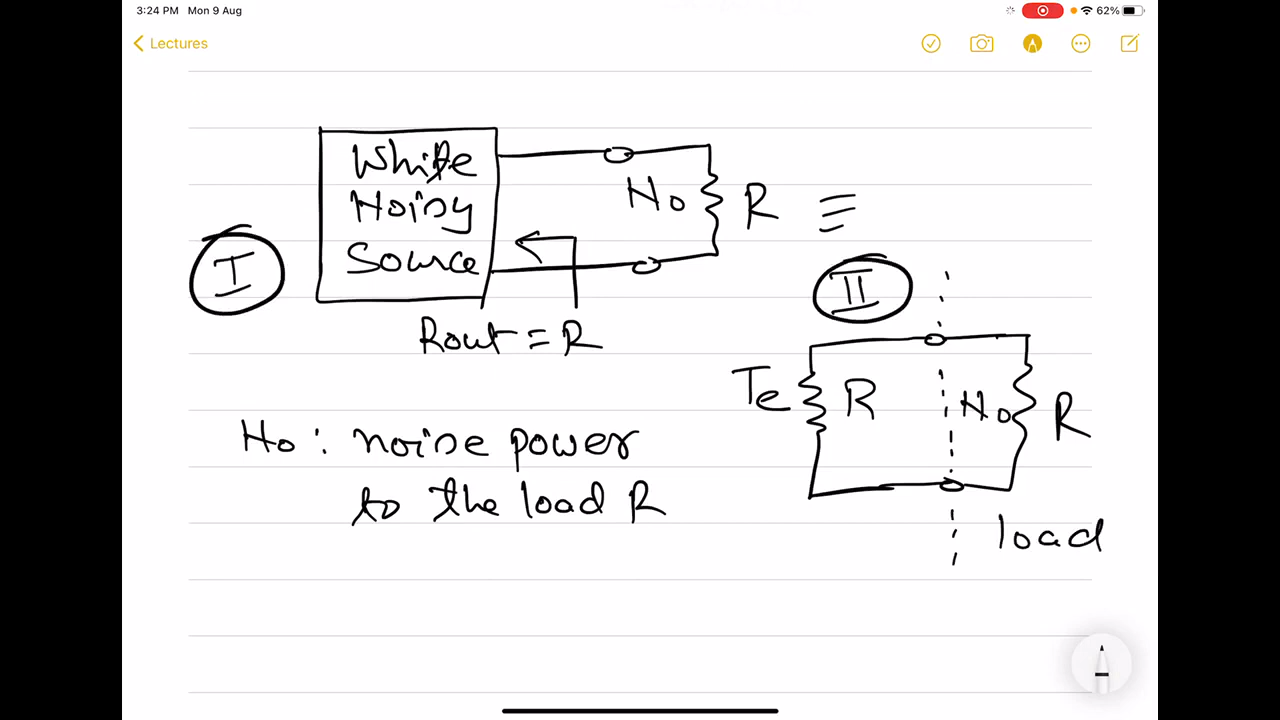 3:24 PM Mon 9 Aug
62%
Lectures
White
Noisy
Source
No
R ≡
I
Rout = R
II
Te
R
No
R
No : noise power
to the load R
load